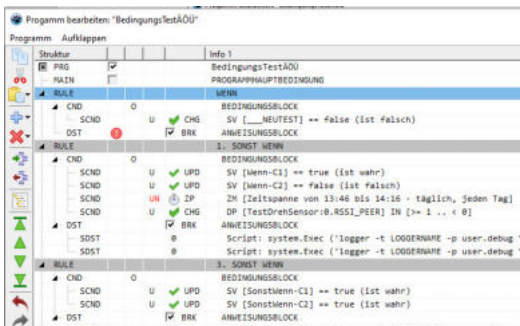 Progamm bearbeiten: "BedingungsTestÄÖÜ"
Programm Aufklappen
Struktur Info 1
PRG BedingungsTestÄÖÜ
MAIN PROGRAMMHAUPTBEDINGUNG
RULE WENN
CND O BEDINGUNGSBLOCK
SCND U CHG SV [___NEUTEST] == false (ist falsch)
DST BRK ANWEISUNGSBLOCK
RULE 1. SONST WENN
CND O BEDINGUNGSBLOCK
SCND U UPD SV [Wenn-C1] == true (ist wahr)
SCND U UPD SV [Wenn-C2] == false (ist falsch)
SCND UN ZP ZM [Zeitspanne von 13:46 bis 14:16 - täglich, jeden Tag]
SCND U CHG DP [TestDrehSensor:0.RSSI_PEER] IN [>= 1 .. < 0]
DST BRK ANWEISUNGSBLOCK
SDST 0 Script: system.Exec ('logger -t LOGGERNAME -p user.debug
SDST 0 Script: system.Exec ('logger -t LOGGERNAME -p user.debug
RULE 3. SONST WENN
CND O BEDINGUNGSBLOCK
SCND U UPD SV [SonstWenn-C1] == true (ist wahr)
SCND U UPD SV [SonstWenn-C2] == true (ist wahr)
DST BRK ANWEISUNGSBLOCK